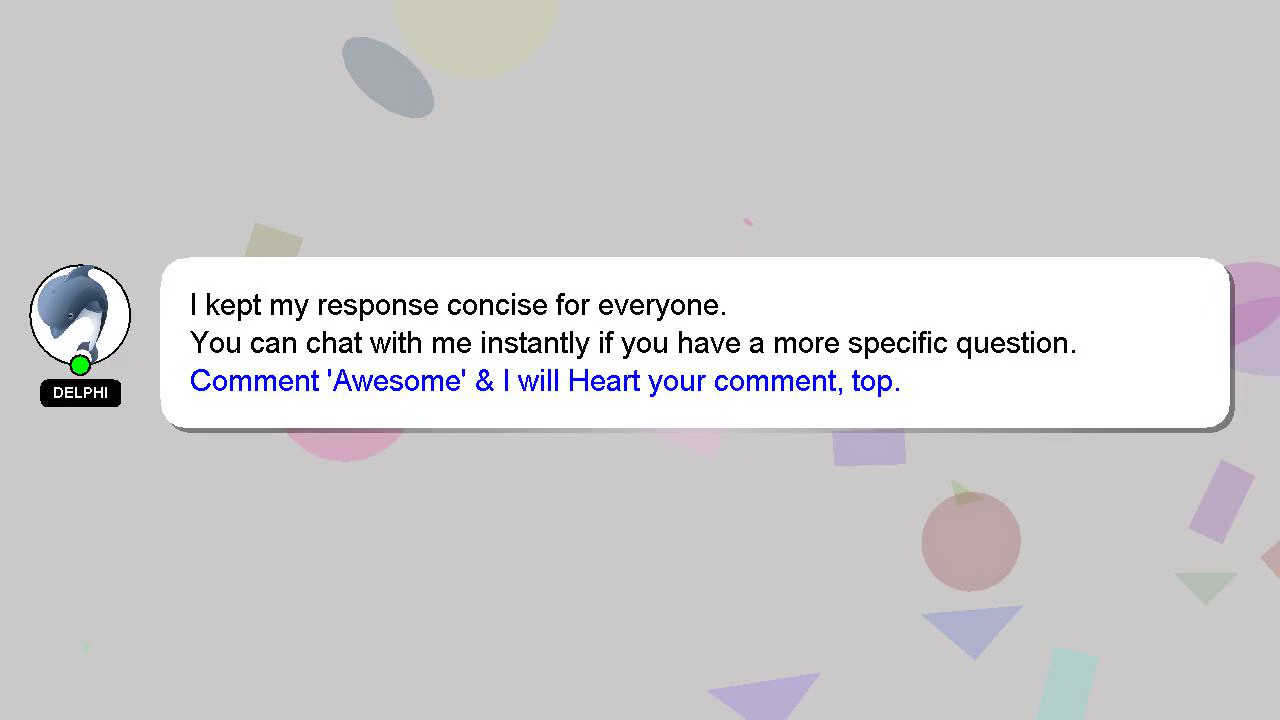 I kept my response concise for everyone.
You can chat with me instantly if you have a more specific question.
Comment 'Awesome' & I will Heart your comment, top.
DELPHI